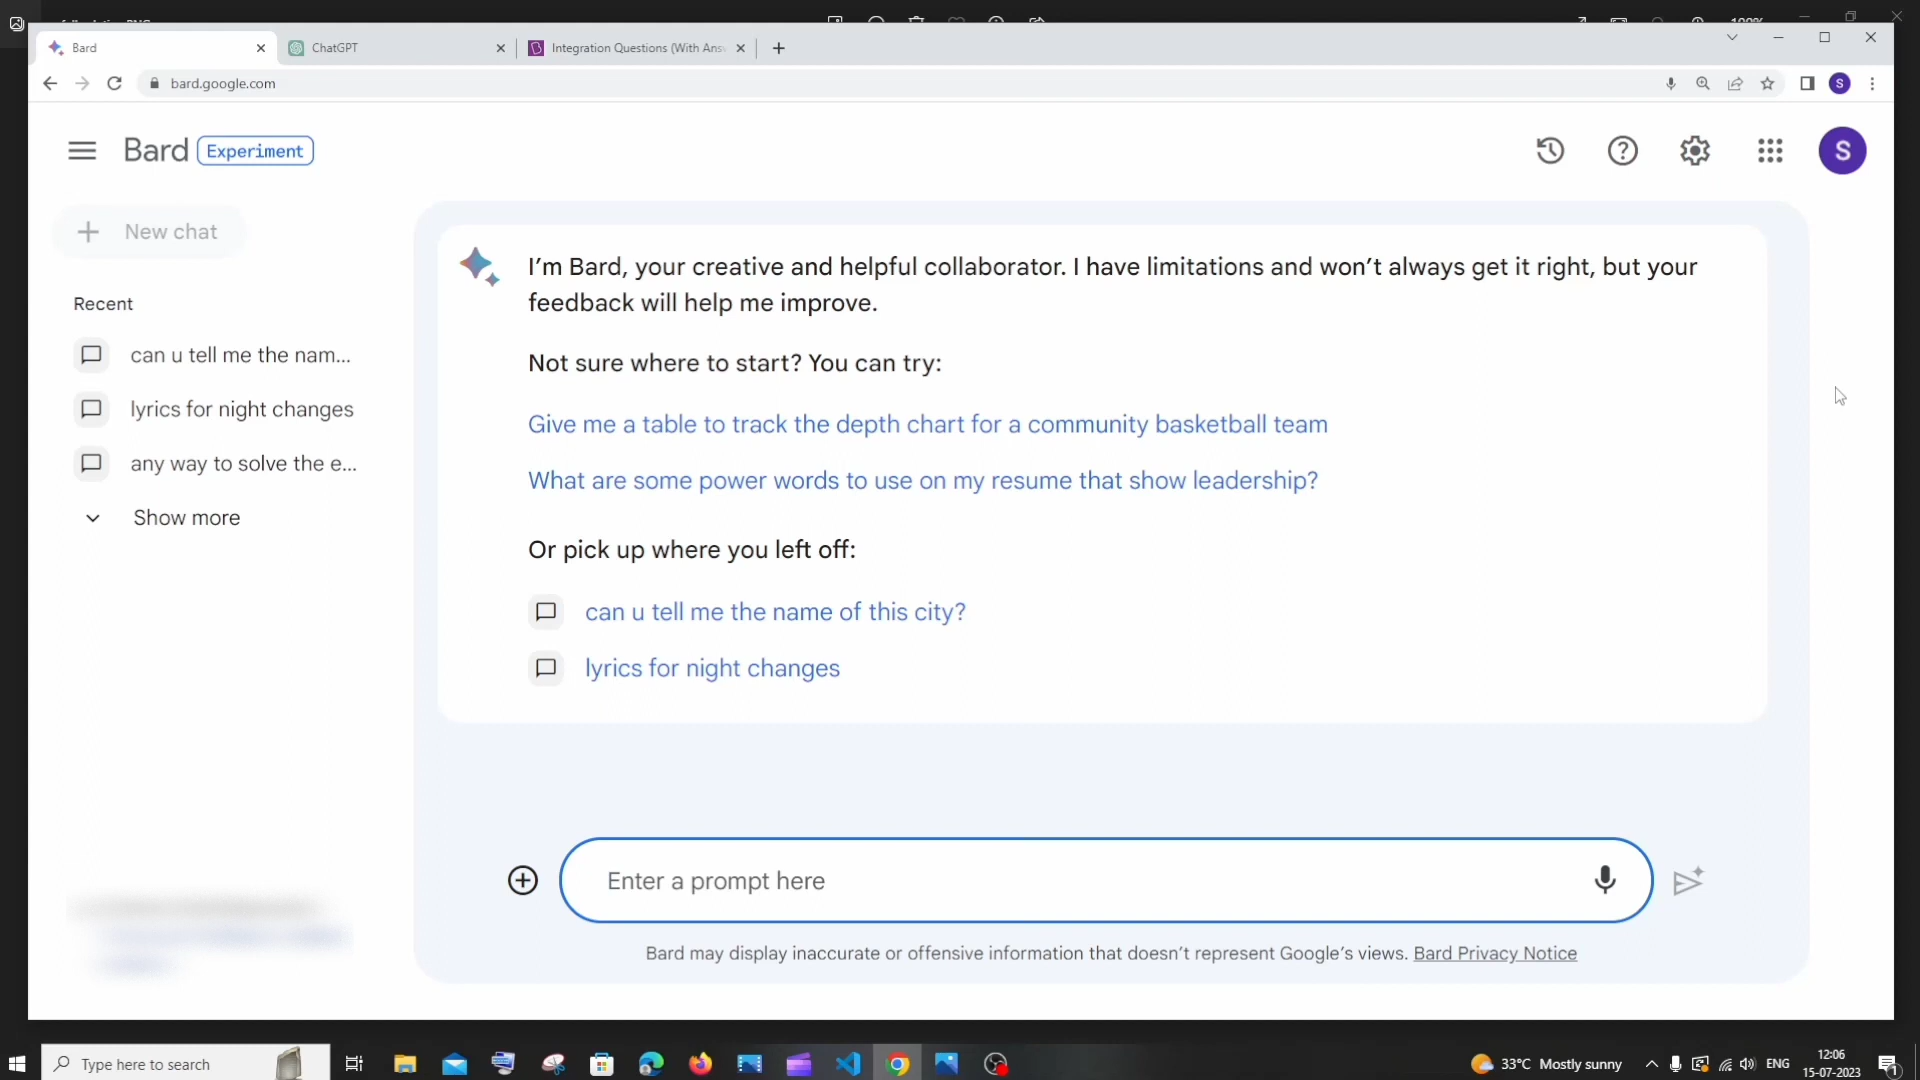 Bard
ChatGPT
Integration Questions (With Ans
bard.google.com
S
Bard Experiment
S
New chat
Recent
can u tell me the nam...
lyrics for night changes
any way to solve the e...
Show more
I'm Bard, your creative and helpful collaborator. I have limitations and won't always get it right, but your
feedback will help me improve.
Not sure where to start? You can try:
Give me a table to track the depth chart for a community basketball team
What are some power words to use on my resume that show leadership?
Or pick up where you left off:
can u tell me the name of this city?
lyrics for night changes
Enter a prompt here
Bard may display inaccurate or offensive information that doesn't represent Google's views. Bard Privacy Notice
Type here to search
33°C Mostly sunny
ENG
12:06
15-07-2023
1